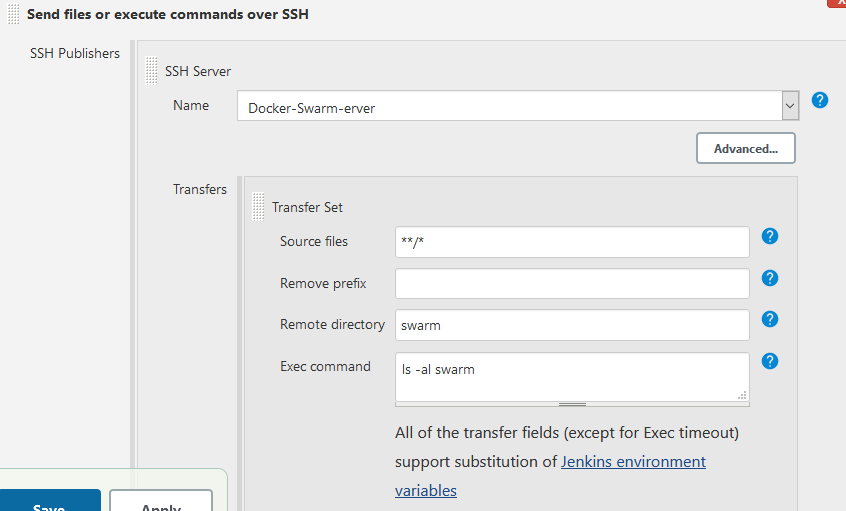 Send files or execute commands over SSH
SSH Publishers
SSH Server
Name
Docker-Swarm-erver
?
Advanced...
Transfers
Transfer Set
Source files
**/*
?
Remove prefix
?
Remote directory
swarm
?
Exec command
ls -al swarm
?
All of the transfer fields (except for Exec timeout)
support substitution of Jenkins environment
variables
Save
Apply